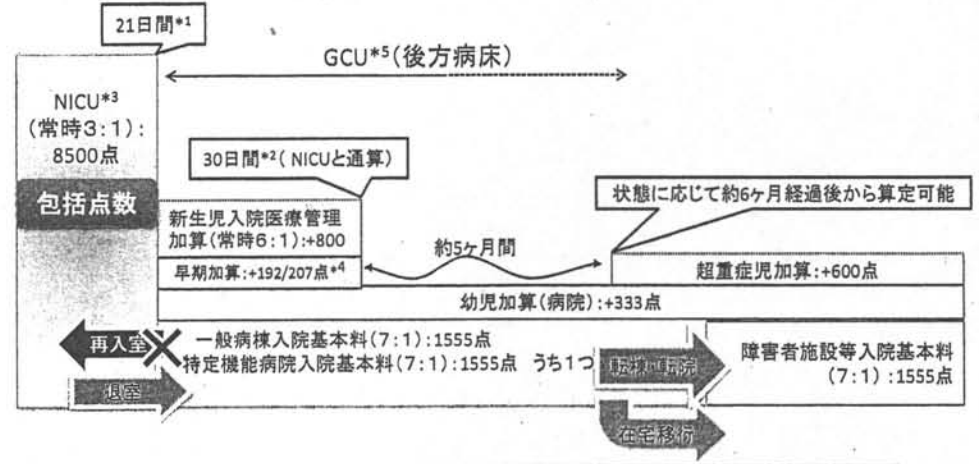 21日間*1
GCU*5(後方病床)
NICU*3
(常時3:1):
8500点
包括点数
30日間*2( NICUと通算)
状態に応じて約6ヶ月経過後から算定可能
新生児入院医療管理
加算(常時6:1):+800
早期加算:+192/207点*4
約5ヶ月間
超重症児加算:+600点
幼児加算(病院):+333点
再入室
一般病棟入院基本料(7:1):1555点
特定機能病院入院基本料(7:1):1555点 うち1つ
転棟・転院
障害者施設等入院基本料
(7:1):1555点
退室
在宅移行